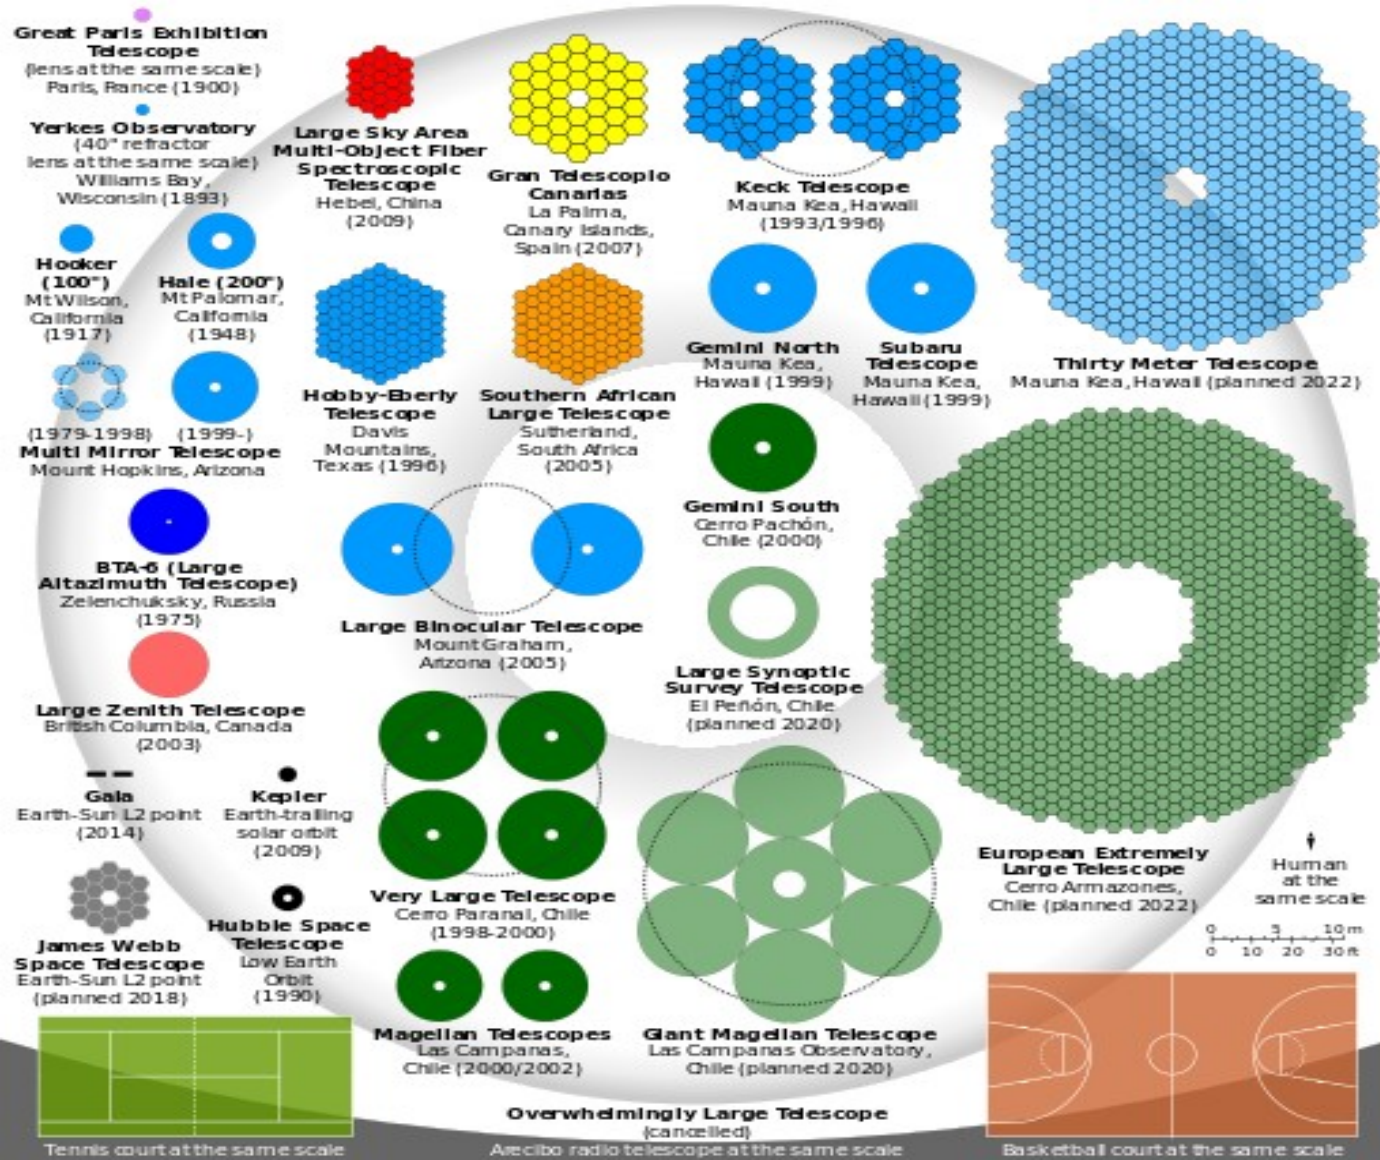 Great Paris Exhibition
Telescope
(lens at the same scale)
Paris, France (1900)
Yerkes Observatory
(40" refractor
lens at the same scale)
Williams Bay,
Wisconsin (1893)
Hooker
(100")
Mt Wilson,
California
(1917)
Hale (200")
Mt Palomar,
California
(1948)
(1979-1998) (1999-)
Multi Mirror Telescope
Mount Hopkins, Arizona
BTA-6 (Large
Altazimuth Telescope)
Zelenchuksky, Russia
(1975)
Large Zenith Telescope
British Columbia, Canada
(2003)
Gaia
Earth-Sun L2 point
(2014)
Kepler
Earth-trailing
solar orbit
(2009)
James Webb
Space Telescope
Earth-Sun L2 point
(planned 2018)
Hubble Space
Telescope
Low Earth
Orbit
(1990)
Large Sky Area
Multi-Object Fiber
Spectroscopic
Telescope
Hebei, China
(2009)
Gran Telescopio
Canarias
La Palma,
Canary Islands,
Spain (2007)
Keck Telescope
Mauna Kea, Hawaii
(1993/1996)
Hobby-Eberly
Telescope
Davis
Mountains,
Texas (1996)
Southern African
Large Telescope
Sutherland,
South Africa
(2005)
Gemini North
Mauna Kea,
Hawaii (1999)
Subaru
Telescope
Mauna Kea,
Hawaii (1999)
Thirty Meter Telescope
Mauna Kea, Hawaii (planned 2022)
Gemini South
Cerro Pachón,
Chile (2000)
Large Binocular Telescope
Mount Graham,
Arizona (2005)
Large Synoptic
Survey Telescope
El Peñón, Chile
(planned 2020)
Very Large Telescope
Cerro Paranal, Chile
(1998-2000)
Magellan Telescopes
Las Campanas,
Chile (2000/2002)
Giant Magellan Telescope
Las Campanas Observatory,
Chile (planned 2020)
European Extremely
Large Telescope
Cerro Armazones,
Chile (planned 2022)
Human
at the
same scale
0 5 10 m
0 10 20 30 ft
Overwhelmingly Large Telescope
(cancelled)
Tennis court at the same scale
Arecibo radio telescope at the same scale
Basketball court at the same scale